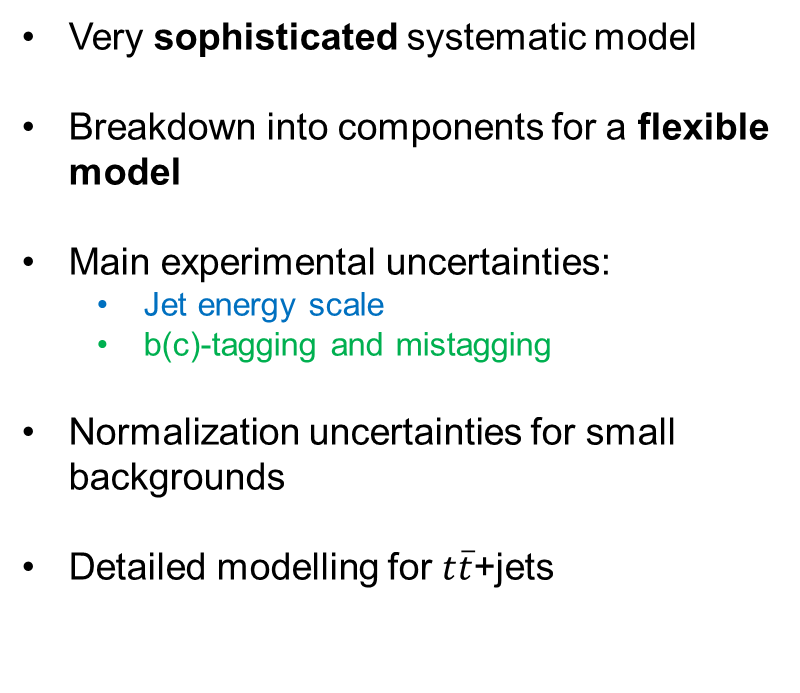 • Very sophisticated systematic model
• Breakdown into components for a flexible
model
• Main experimental uncertainties:
• Jet energy scale
• b(c)-tagging and mistagging
• Normalization uncertainties for small
backgrounds
• Detailed modelling for 𝑡𝑡̄+jets